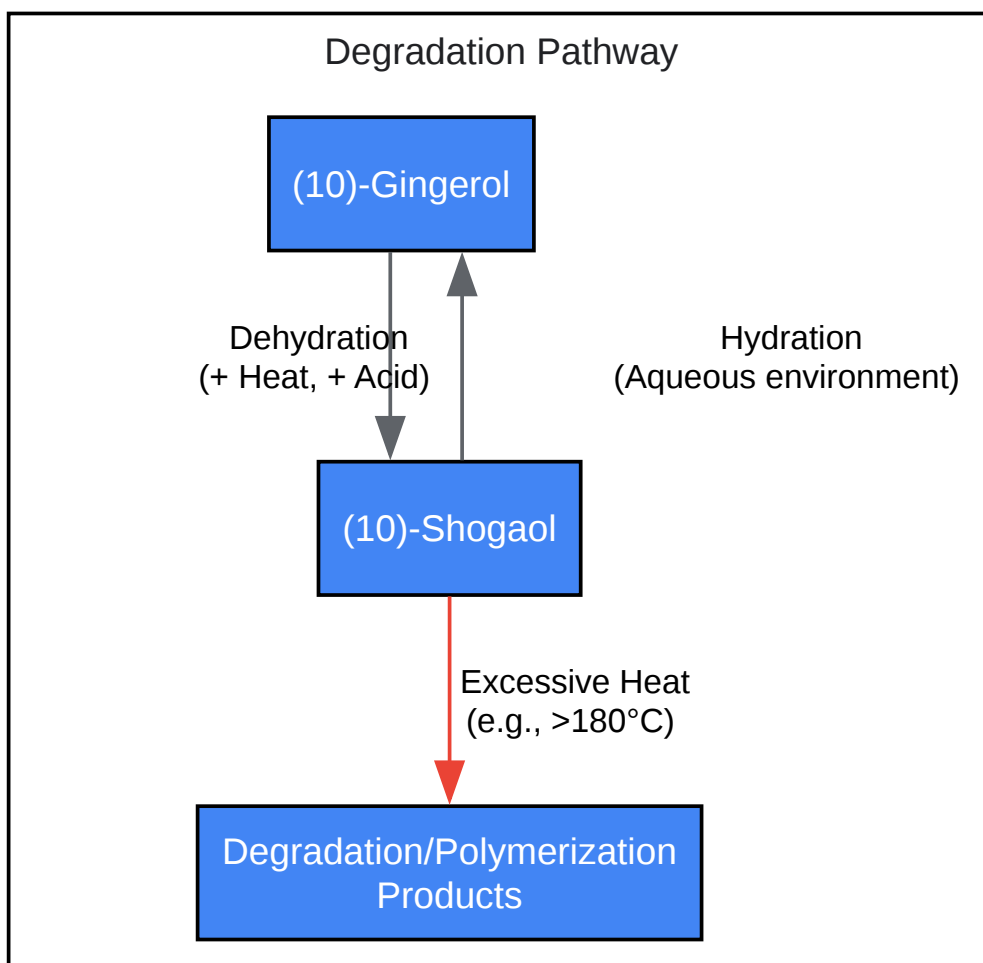 Degradation Pathway
(10)-Gingerol
Dehydration
(+ Heat, + Acid)
Hydration
(Aqueous environment)
(10)-Shogaol
Excessive Heat
(e.g., >180°C)
Degradation/Polymerization
Products